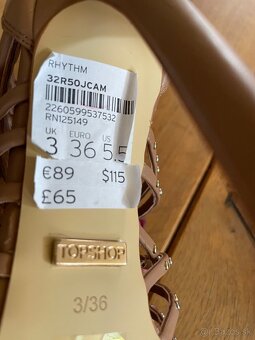 RHYTHM
32R50JCAM
2260599537532
RN125149
UK EURO US
3 36 5.5
€89 $115
£65
TOPSHOP
3/36